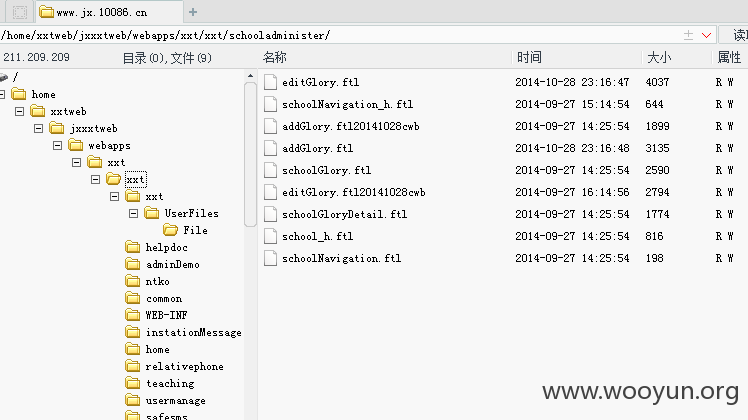 www.jx.10086.cn
/home/xxtweb/jxxxtweb/webapps/xxt/xxt/schooladminister/
读取
211.209.209 目录(0),文件(9) 名称 时间 大小 属性
/
home
xxtweb
jxxxtweb
webapps
xxt
xxt
xxt
UserFiles
File
helpdoc
adminDemo
ntko
common
WEB-INF
instationMessage
home
relativephone
teaching
usermanage
safesms
editGlory.ftl 2014-10-28 23:16:47 4037 R W
schoolNavigation_h.ftl 2014-09-27 15:14:54 644 R W
addGlory.ftl20141028cwb 2014-09-27 14:25:54 1899 R W
addGlory.ftl 2014-10-28 23:16:48 3135 R W
schoolGlory.ftl 2014-09-27 14:25:54 2590 R W
editGlory.ftl20141028cwb 2014-09-27 16:14:56 2794 R W
schoolGloryDetail.ftl 2014-09-27 14:25:54 1774 R W
school_h.ftl 2014-09-27 14:25:54 816 R W
schoolNavigation.ftl 2014-09-27 14:25:54 198 R W
www.wooyun.org